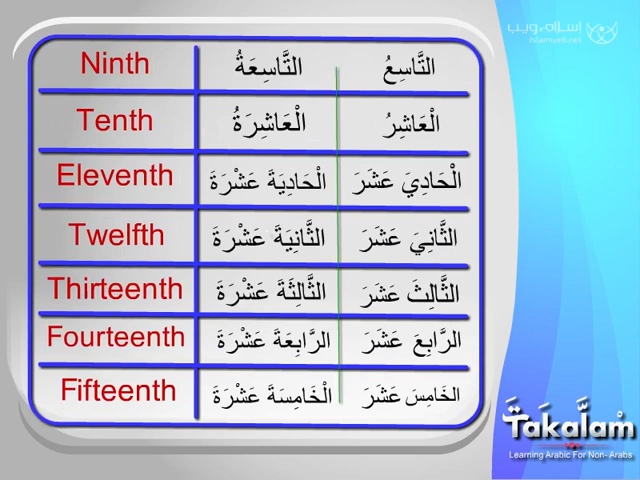 اسلام ويب
islamweb.net
Ninth التَّاسِعَةُ التَّاسِعُ
Tenth الْعَاشِرَةُ الْعَاشِرُ
Eleventh الْحَادِيَةَ عَشْرَةَ الْحَادِيَ عَشَرَ
Twelfth الثَّانِيَةَ عَشْرَةَ الثَّانِيَ عَشَرَ
Thirteenth الثَّالِثَةَ عَشْرَةَ الثَّالِثَ عَشَرَ
Fourteenth الرَّابِعَةَ عَشْرَةَ الرَّابِعَ عَشَرَ
Fifteenth الْخَامِسَةَ عَشْرَةَ الخَامِسَ عَشَرَ
Takalam
Learning Arabic For Non- Arabs